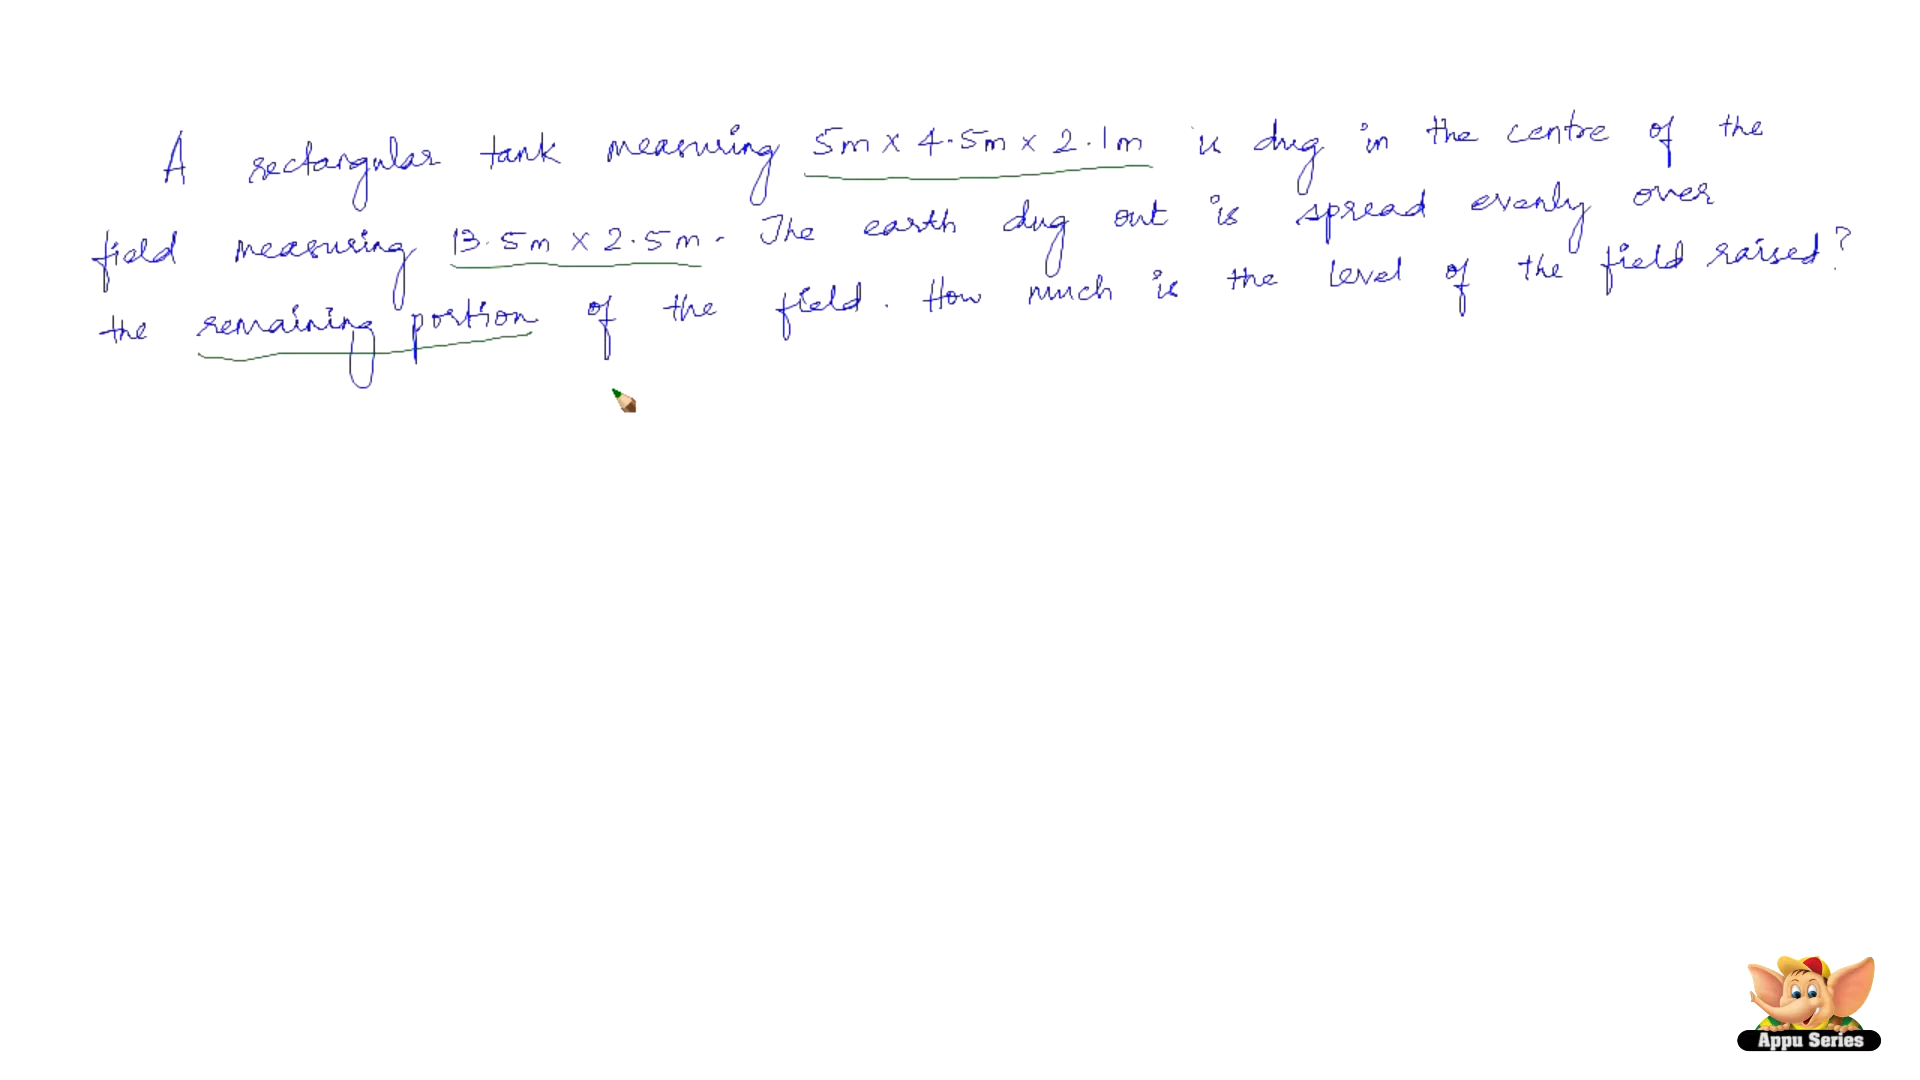 A rectangular tank measuring 5m x 4.5m x 2.1m is dug in the centre of the
field measuring 13.5m x 2.5m. The earth dug out is spread evenly over
the remaining portion of the field. How much is the level of the field raised?
Appu Series